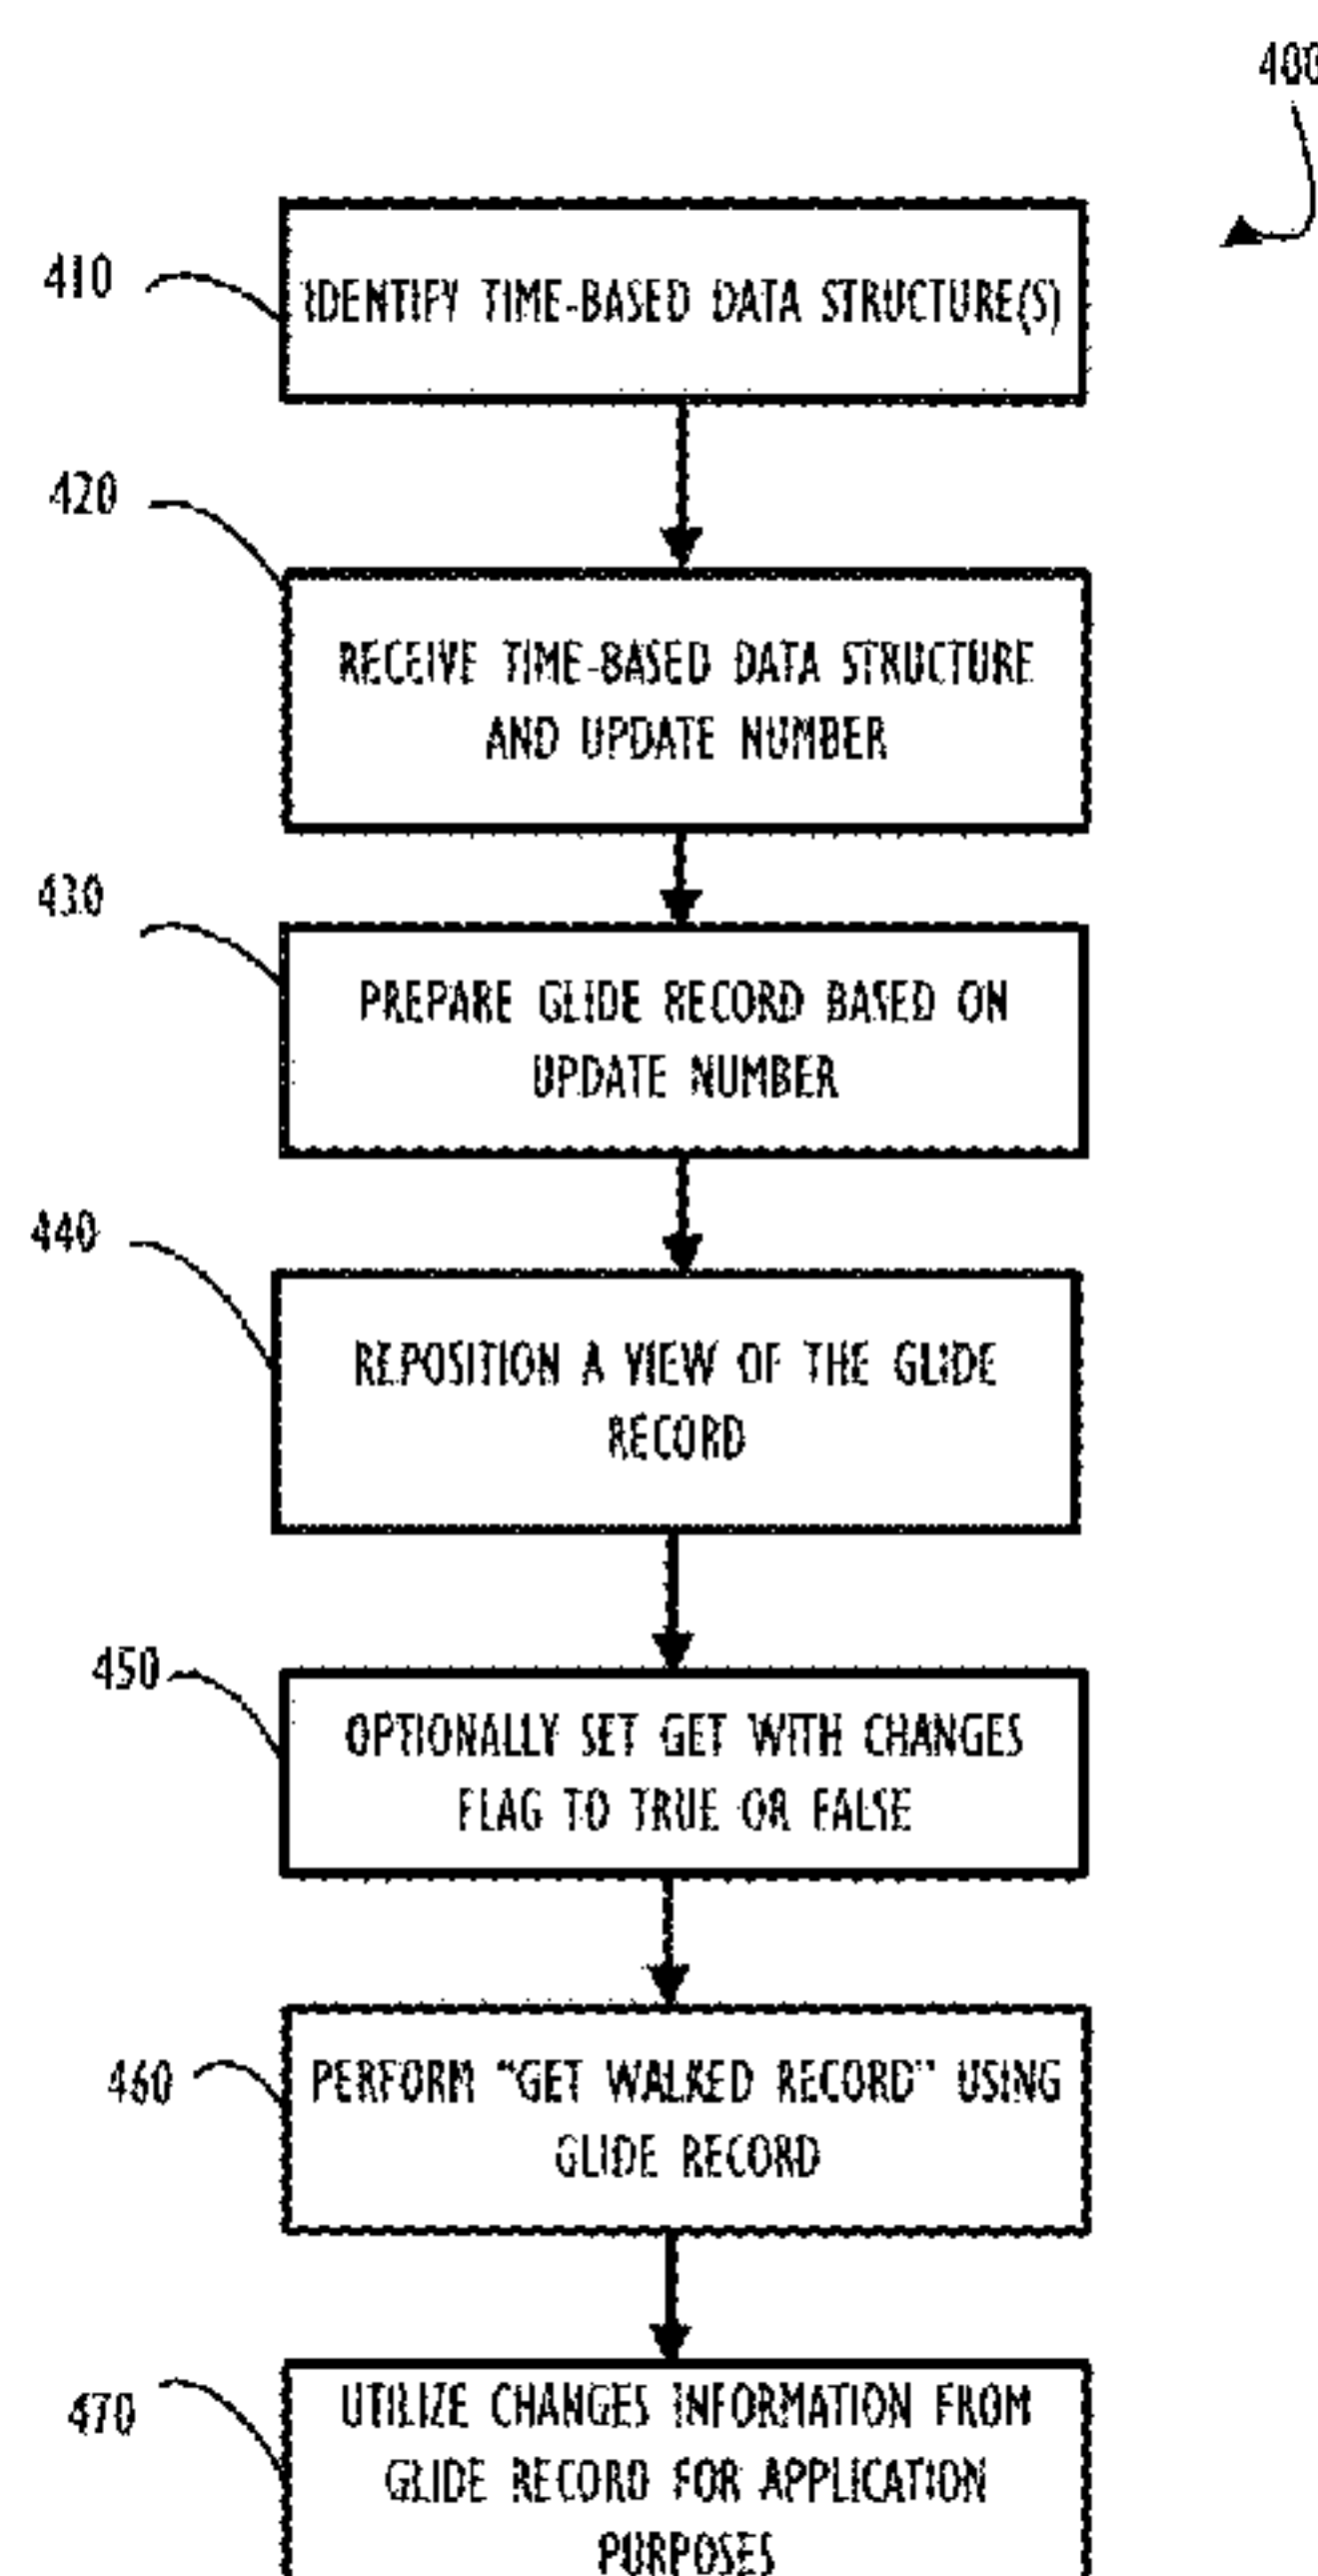 400
410
IDENTIFY TIME-BASED DATA STRUCTURE(S)
420
RECEIVE TIME-BASED DATA STRUCTURE
AND UPDATE NUMBER
430
PREPARE GLIDE RECORD BASED ON
UPDATE NUMBER
440
REPOSITION A VIEW OF THE GLIDE
RECORD
450
OPTIONALLY SET GET WITH CHANGES
FLAG TO TRUE OR FALSE
460
PERFORM "GET WALKED RECORD" USING
GLIDE RECORD
470
UTILIZE CHANGES INFORMATION FROM
GLIDE RECORD FOR APPLICATION
PURPOSES